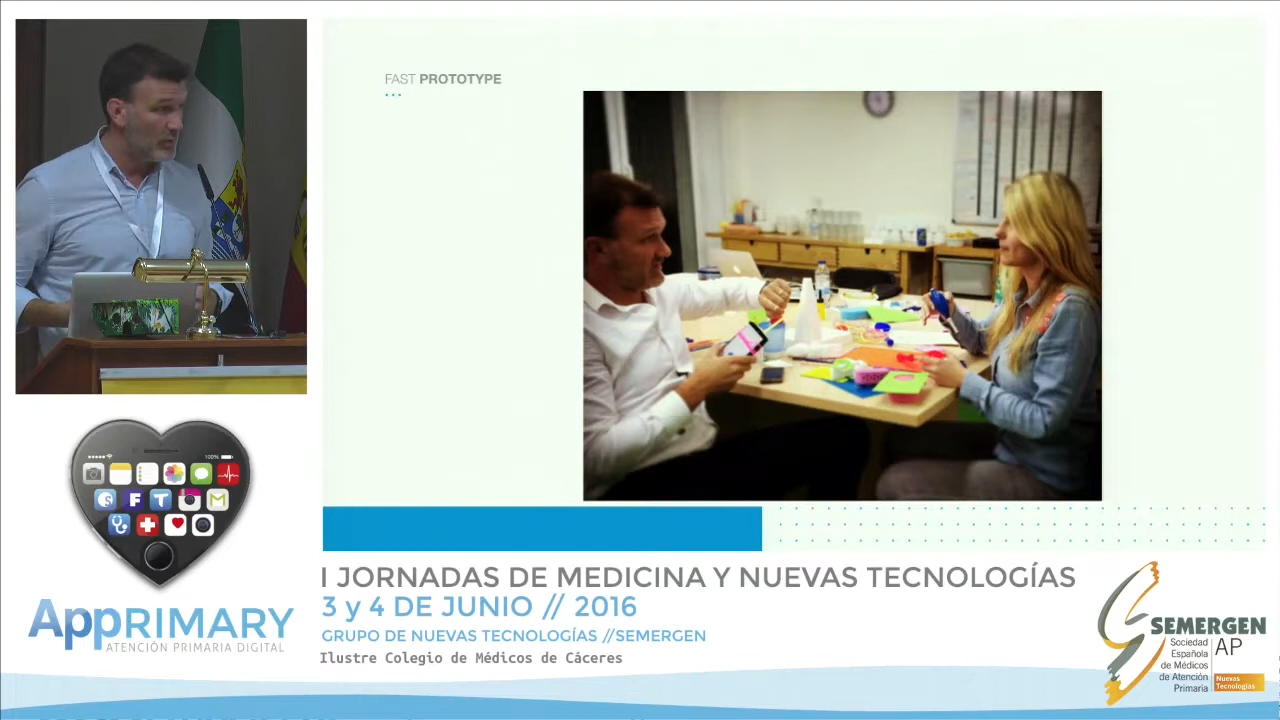 FAST PROTOTYPE
100%
F
T
M
AppRIMARY
ATENCIÓN PRIMARIA DIGITAL
I JORNADAS DE MEDICINA Y NUEVAS TECNOLOGÍAS
3 y 4 DE JUNIO // 2016
GRUPO DE NUEVAS TECNOLOGÍAS //SEMERGEN
Ilustre Colegio de Médicos de Cáceres
SEMERGEN
Sociedad
Española
de Médicos
de Atención
Primaria
AP
Nuevas
Tecnologías